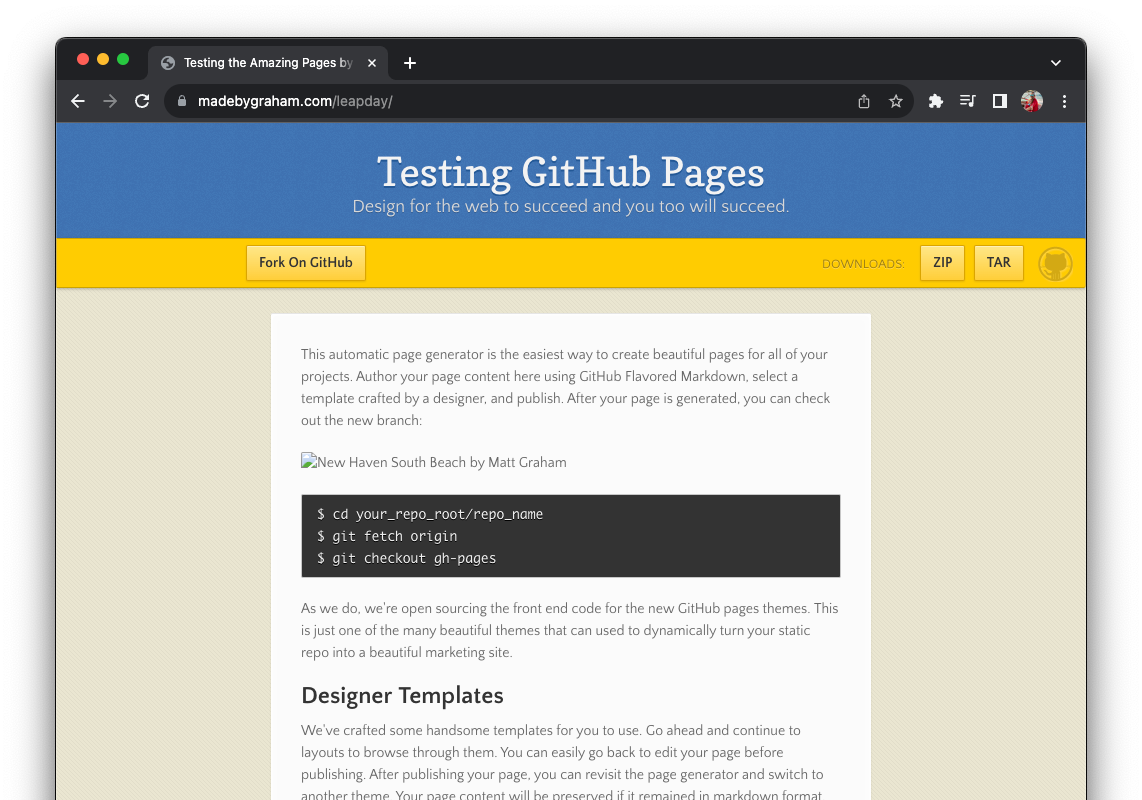 Testing the Amazing Pages by
madebygraham.com/leapday/
Testing GitHub Pages
Design for the web to succeed and you too will succeed.
Fork On GitHub
DOWNLOADS:
ZIP
TAR
This automatic page generator is the easiest way to create beautiful pages for all of your
projects. Author your page content here using GitHub Flavored Markdown, select a
template crafted by a designer, and publish. After your page is generated, you can check
out the new branch:
New Haven South Beach by Matt Graham
$ cd your_repo_root/repo_name
$ git fetch origin
$ git checkout gh-pages
As we do, we're open sourcing the front end code for the new GitHub pages themes. This
is just one of the many beautiful themes that can used to dynamically turn your static
repo into a beautiful marketing site.
Designer Templates
We've crafted some handsome templates for you to use. Go ahead and continue to
layouts to browse through them. You can easily go back to edit your page before
publishing. After publishing your page, you can revisit the page generator and switch to
another theme. Your page content will be preserved if it remained in markdown format